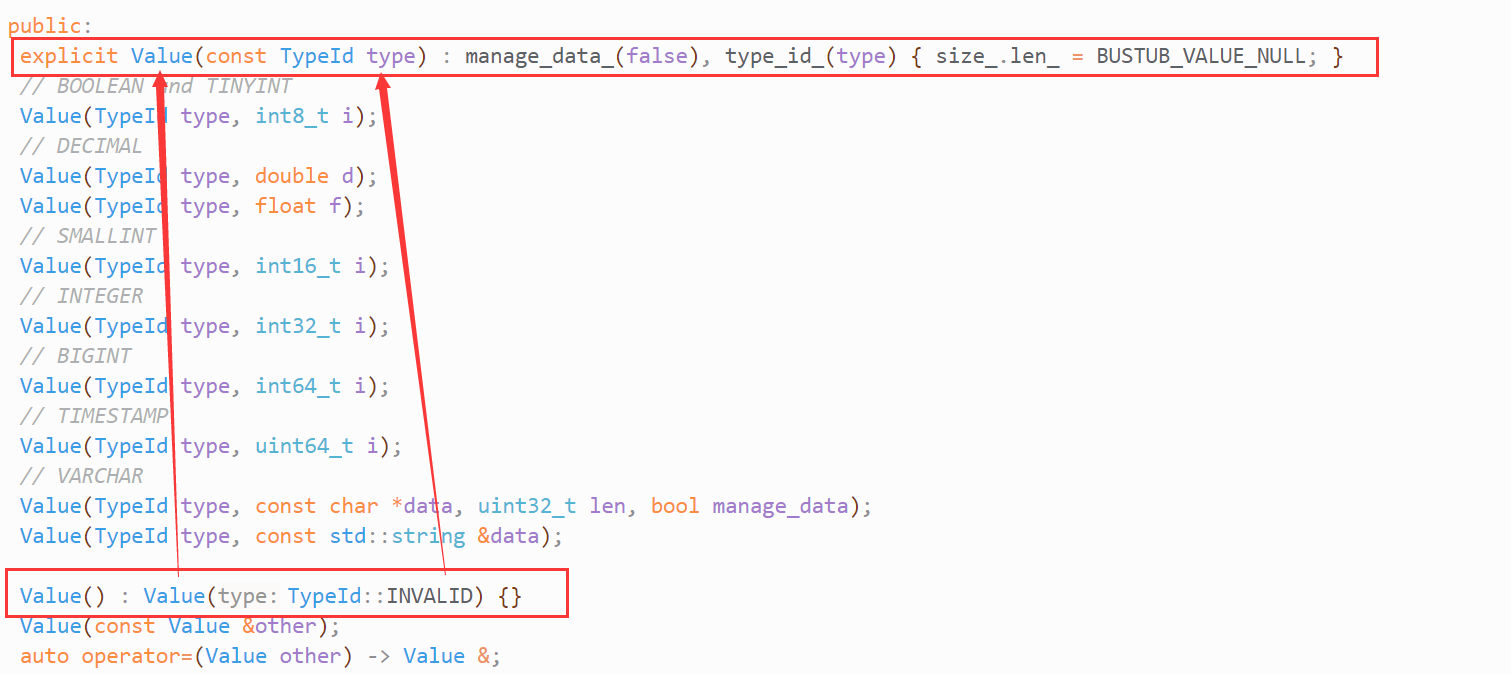 public:
explicit Value(const TypeId type) : manage_data_(false), type_id_(type) { size_.len_ = BUSTUB_VALUE_NULL; }
// BOOLEAN and TINYINT
Value(TypeId type, int8_t i);
// DECIMAL
Value(TypeId type, double d);
Value(TypeId type, float f);
// SMALLINT
Value(TypeId type, int16_t i);
// INTEGER
Value(TypeId type, int32_t i);
// BIGINT
Value(TypeId type, int64_t i);
// TIMESTAMP
Value(TypeId type, uint64_t i);
// VARCHAR
Value(TypeId type, const char *data, uint32_t len, bool manage_data);
Value(TypeId type, const std::string &data);
Value() : Value(type: TypeId::INVALID) {}
Value(const Value &other);
auto operator=(Value other) -> Value &;